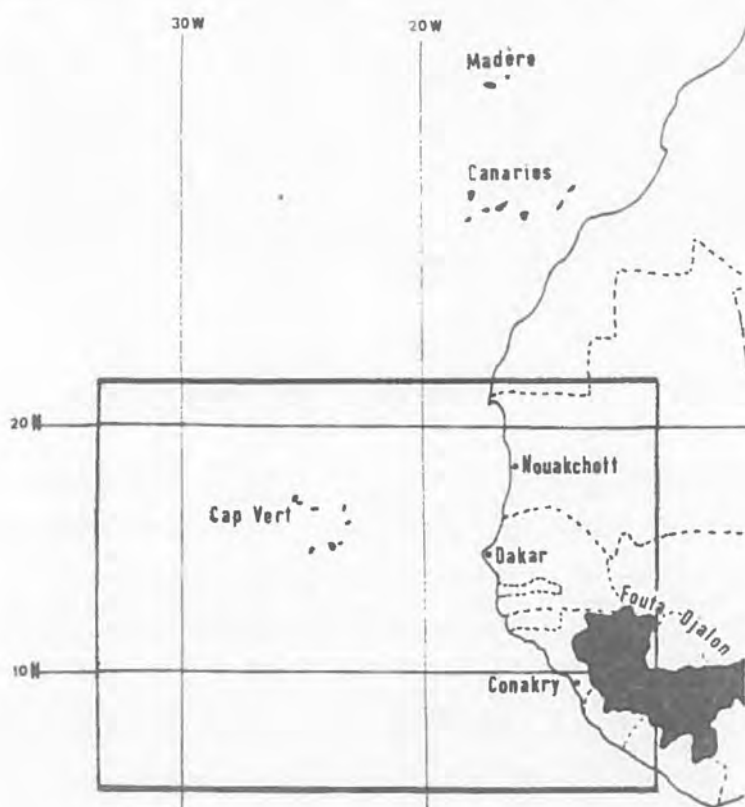 30W 20W
Madère
Canaries
20N
Nouakchott
Cap Vert
Dakar
Fouta-Djalon
10N
Conakry